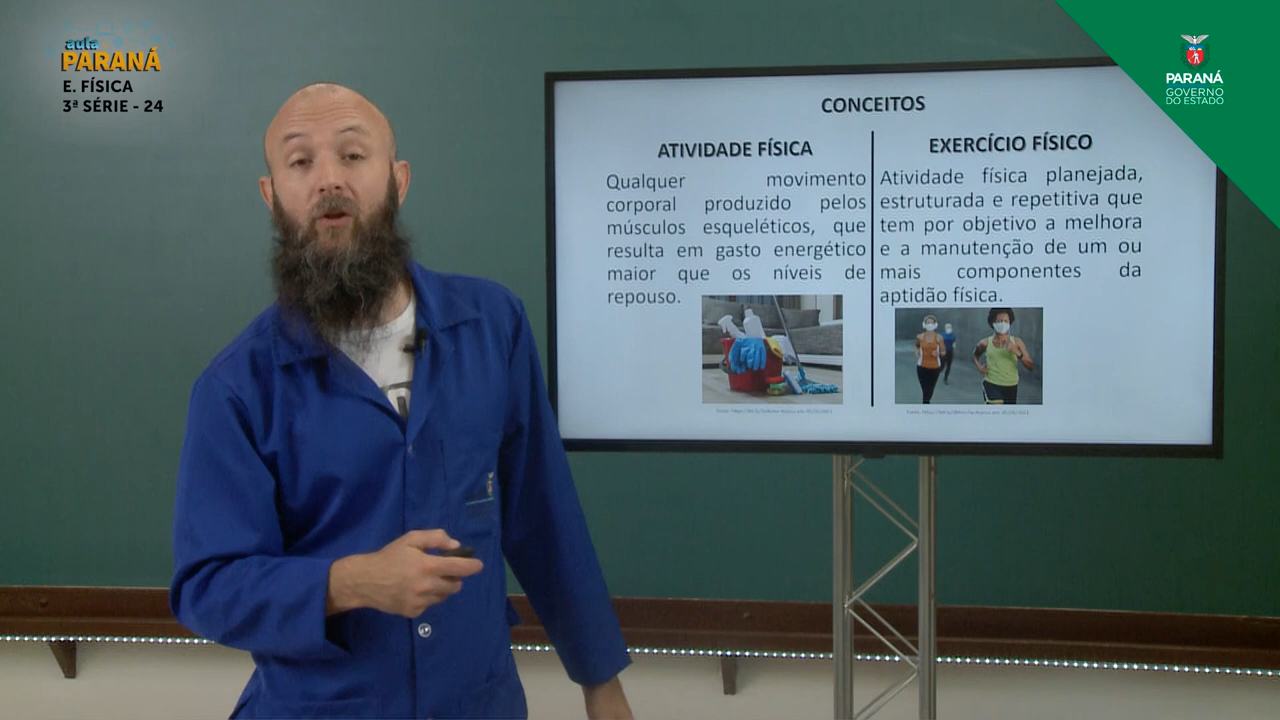 aula
PARANÁ
E. FÍSICA
3ª SÉRIE - 24
PARANÁ
GOVERNO
DO ESTADO
CONCEITOS
ATIVIDADE FÍSICA
Qualquer movimento
corporal produzido pelos
músculos esqueléticos, que
resulta em gasto energético
maior que os níveis de
repouso.
EXERCÍCIO FÍSICO
Atividade física planejada,
estruturada e repetitiva que
tem por objetivo a melhora
e a manutenção de um ou
mais componentes da
aptidão física.